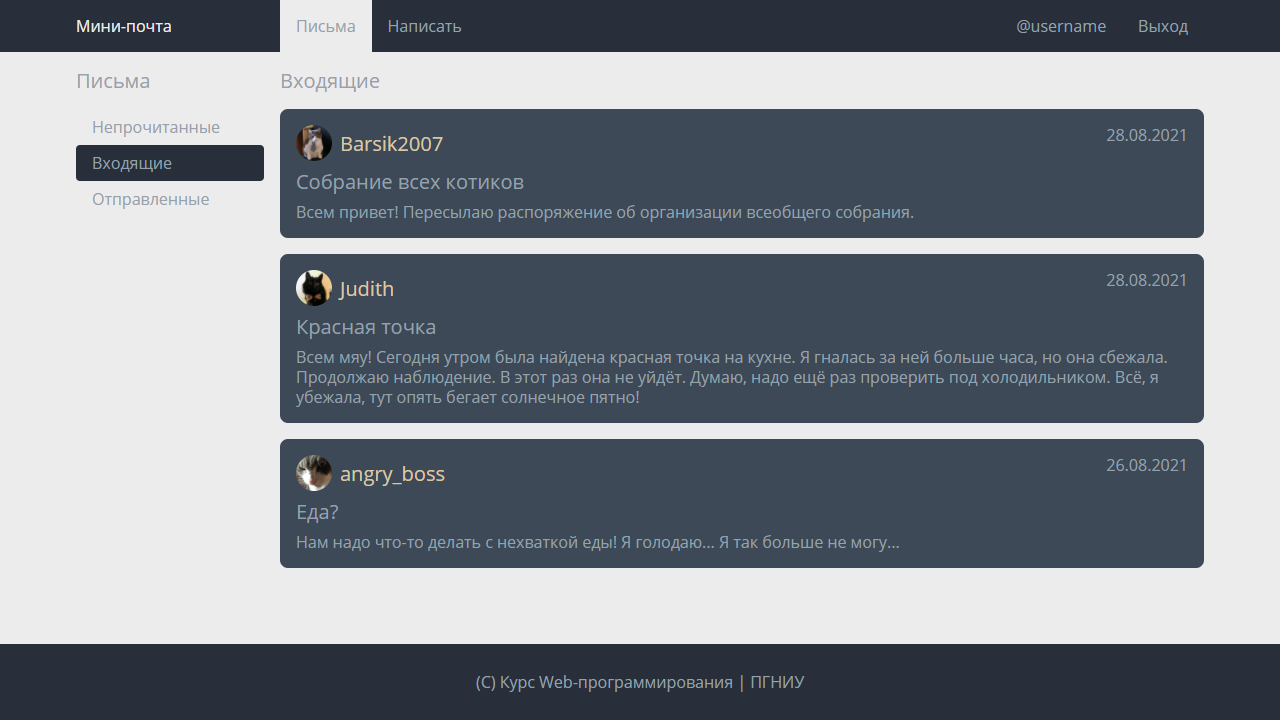 Мини-почта
Письма
Написать
@username
Выход
Письма
Непрочитанные
Входящие
Отправленные
Входящие
Barsik2007
28.08.2021
Собрание всех котиков
Всем привет! Пересылаю распоряжение об организации всеобщего собрания.
Judith
28.08.2021
Красная точка
Всем мяу! Сегодня утром была найдена красная точка на кухне. Я гналась за ней больше часа, но она сбежала.
Продолжаю наблюдение. В этот раз она не уйдёт. Думаю, надо ещё раз проверить под холодильником. Всё, я
убежала, тут опять бегает солнечное пятно!
angry_boss
26.08.2021
Еда?
Нам надо что-то делать с нехваткой еды! Я голодаю... Я так больше не могу...
(С) Курс Web-программирования | ПГНИУ